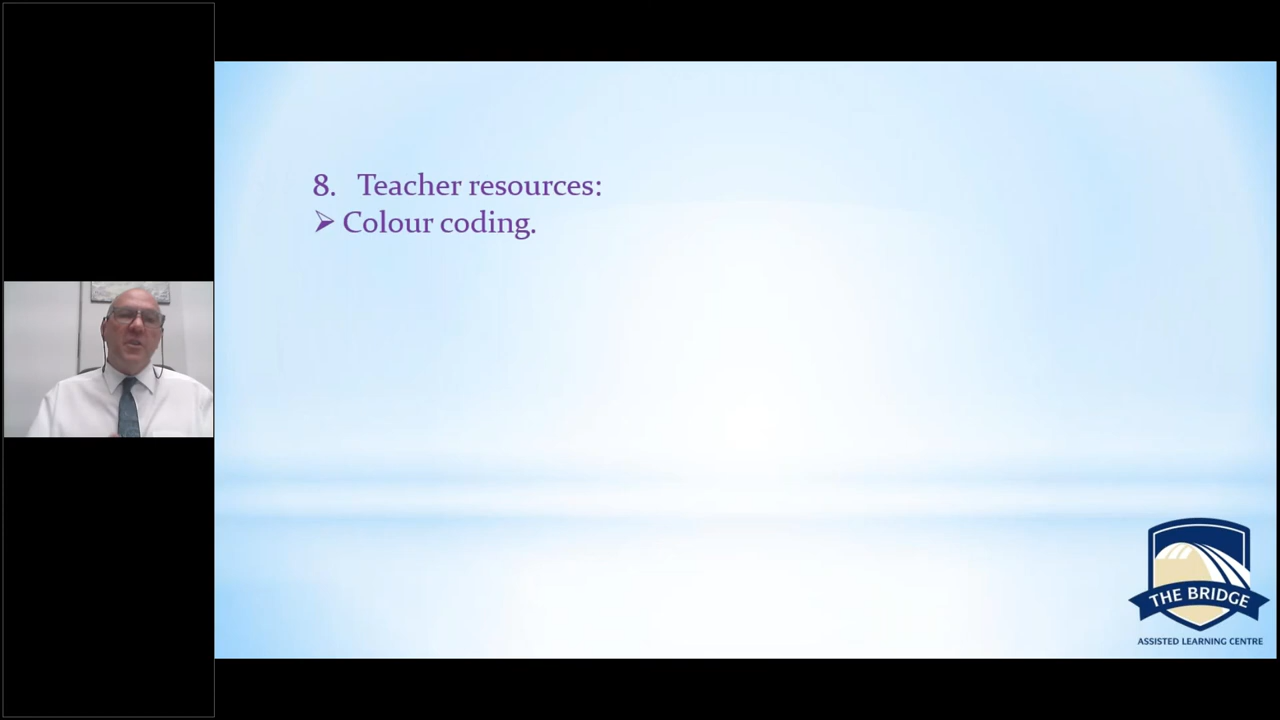 8. Teacher resources:
➢ Colour coding.
THE BRIDGE
ASSISTED LEARNING CENTRE